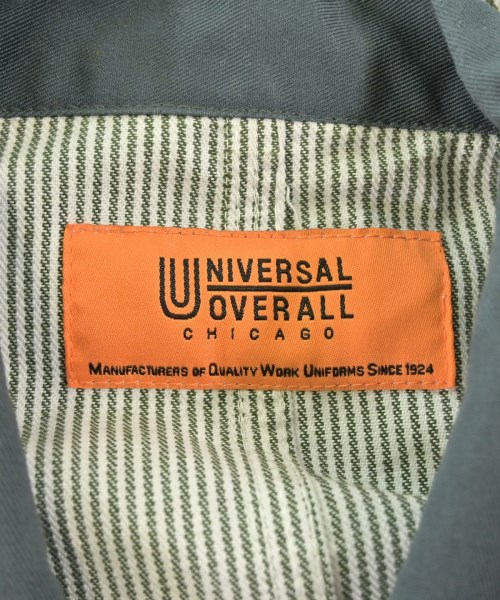 UNIVERSAL
OVERALL
CHICAGO
MANUFACTURERS OF QUALITY WORK UNIFORMS SINCE 1924